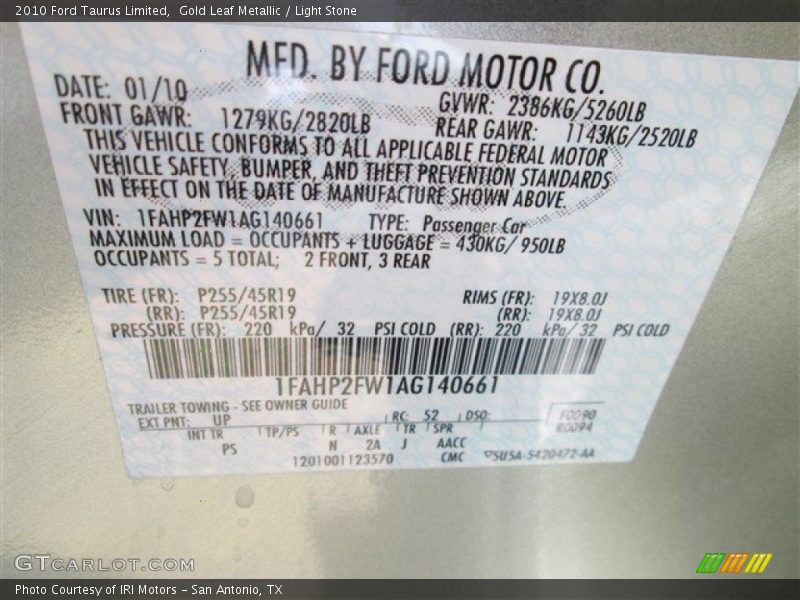 2010 Ford Taurus Limited,  Gold Leaf Metallic / Light Stone
MFD. BY FORD MOTOR CO.
DATE: 01/10 GVWR: 2386KG/5260LB
FRONT GAWR: 1279KG/2820LB REAR GAWR: 1143KG/2520LB
THIS VEHICLE CONFORMS TO ALL APPLICABLE FEDERAL MOTOR
VEHICLE SAFETY, BUMPER, AND THEFT PREVENTION STANDARDS
IN EFFECT ON THE DATE OF MANUFACTURE SHOWN ABOVE.
VIN: 1FAHP2FW1AG140661 TYPE: Passenger Car
MAXIMUM LOAD = OCCUPANTS + LUGGAGE = 430KG/ 950LB
OCCUPANTS = 5 TOTAL; 2 FRONT, 3 REAR
TIRE (FR): P255/45R19 RIMS (FR): 19X8.0J
(RR): P255/45R19 (RR): 19X8.0J
PRESSURE (FR): 220 kPa/ 32 PSI COLD (RR): 220 kPa/ 32 PSI COLD
1FAHP2FW1AG140661
TRAILER TOWING - SEE OWNER GUIDE
EXT PNT: UP RC: 52 DSO: F0090
INT TR TP/PS R AXLE TR SPR R0094
PS N 2A J AACC
1201001123570 CMC ▽5U5A-5420472-AA
GTCARLOT.COM
Photo Courtesy of IRI Motors – San Antonio, TX